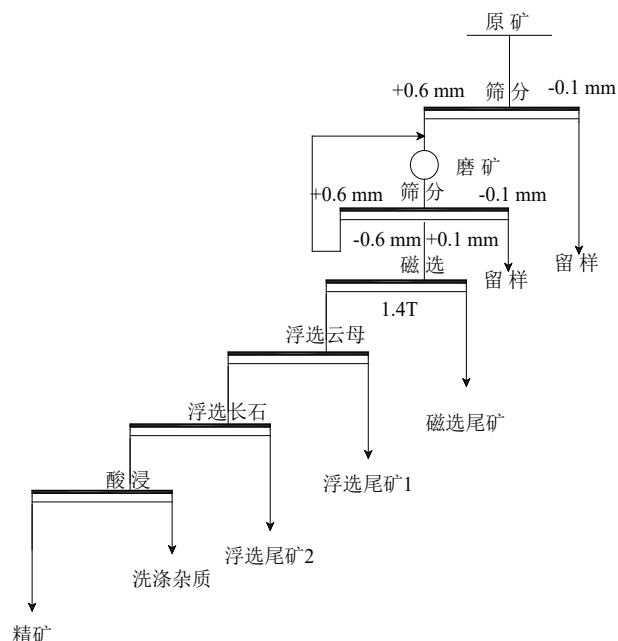 原 矿
+0.6 mm 筛 分 -0.1 mm
磨 矿
+0.6 mm 筛 分 -0.1 mm
-0.6 mm +0.1 mm
磁 选
留 样
留 样
1.4T
浮选云母
浮选长石
磁选尾矿
酸 浸
浮选尾矿1
浮选尾矿2
洗涤杂质
精矿